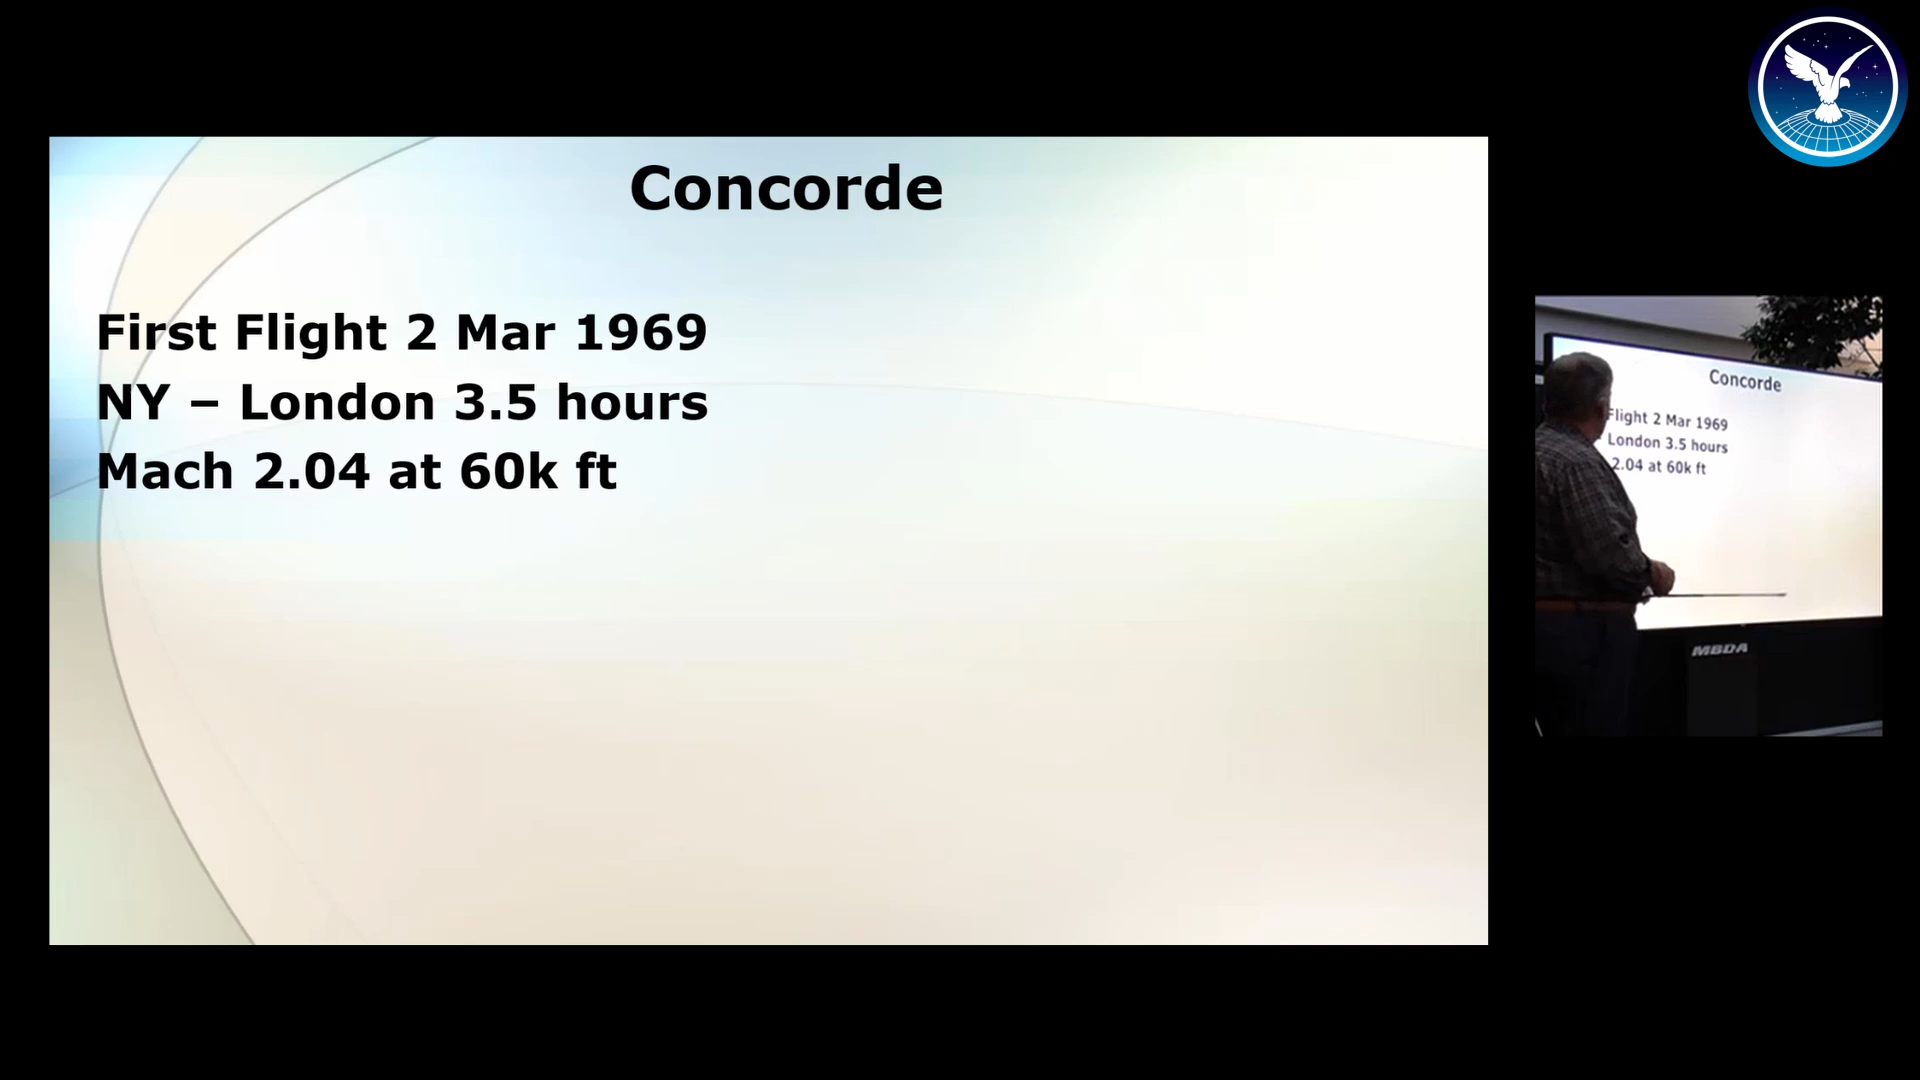 Concorde
First Flight 2 Mar 1969
NY – London 3.5 hours
Mach 2.04 at 60k ft
Concorde
Flight 2 Mar 1969
London 3.5 hours
2.04 at 60k ft
MBDA